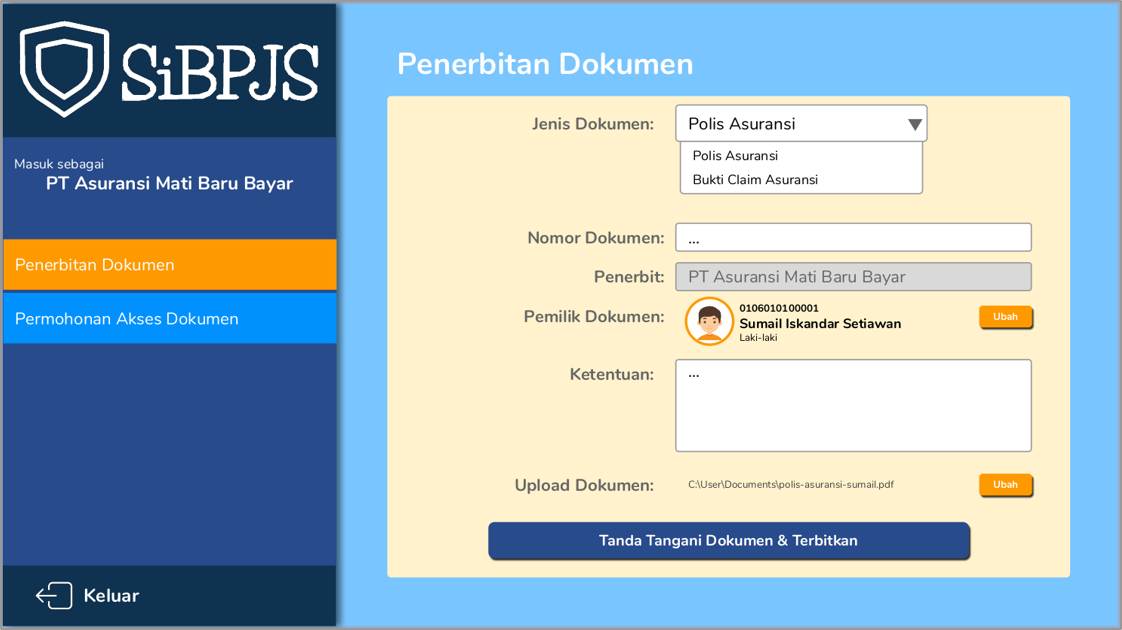 SiBPJS
Masuk sebagai
PT Asuransi Mati Baru Bayar
Penerbitan Dokumen
Permohonan Akses Dokumen
Keluar
Penerbitan Dokumen
Jenis Dokumen: Polis Asuransi
Polis Asuransi
Bukti Claim Asuransi
Nomor Dokumen: ...
Penerbit: PT Asuransi Mati Baru Bayar
Pemilik Dokumen: 0106010100001
Sumail Iskandar Setiawan
Laki-laki
Ubah
Ketentuan: ...
Upload Dokumen: C:\User\Documents\polis-asuransi-sumail.pdf Ubah
Tanda Tangani Dokumen & Terbitkan